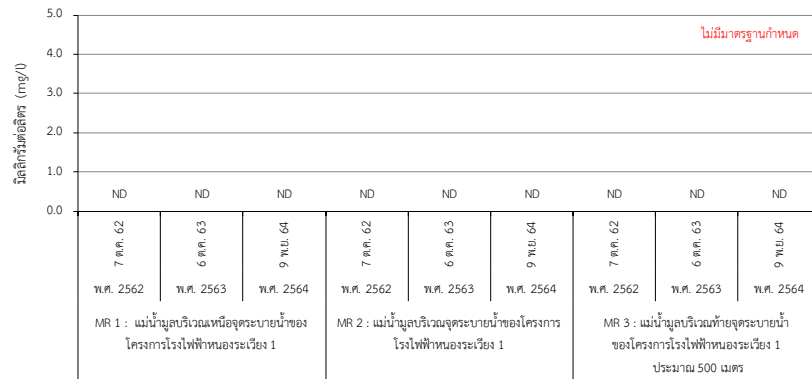 มิลลิกรัมต่อลิตร (mg/l)
5.0
4.0
3.0
2.0
1.0
0.0
ไม่มีมาตรฐานกำหนด
ND ND ND ND ND ND ND ND ND
7 ต.ค. 62 6 ต.ค. 63 9 พ.ย. 64 7 ต.ค. 62 6 ต.ค. 63 9 พ.ย. 64 7 ต.ค. 62 6 ต.ค. 63 9 พ.ย. 64
พ.ศ. 2562 พ.ศ. 2563 พ.ศ. 2564 พ.ศ. 2562 พ.ศ. 2563 พ.ศ. 2564 พ.ศ. 2562 พ.ศ. 2563 พ.ศ. 2564
MR 1 : แม่น้ำมูลบริเวณเหนือจุดระบายน้ำของ
โครงการโรงไฟฟ้าหนองระเวียง 1
MR 2 : แม่น้ำมูลบริเวณจุดระบายน้ำของโครงการ
โรงไฟฟ้าหนองระเวียง 1
MR 3 : แม่น้ำมูลบริเวณท้ายจุดระบายน้ำ
ของโครงการโรงไฟฟ้าหนองระเวียง 1
ประมาณ 500 เมตร